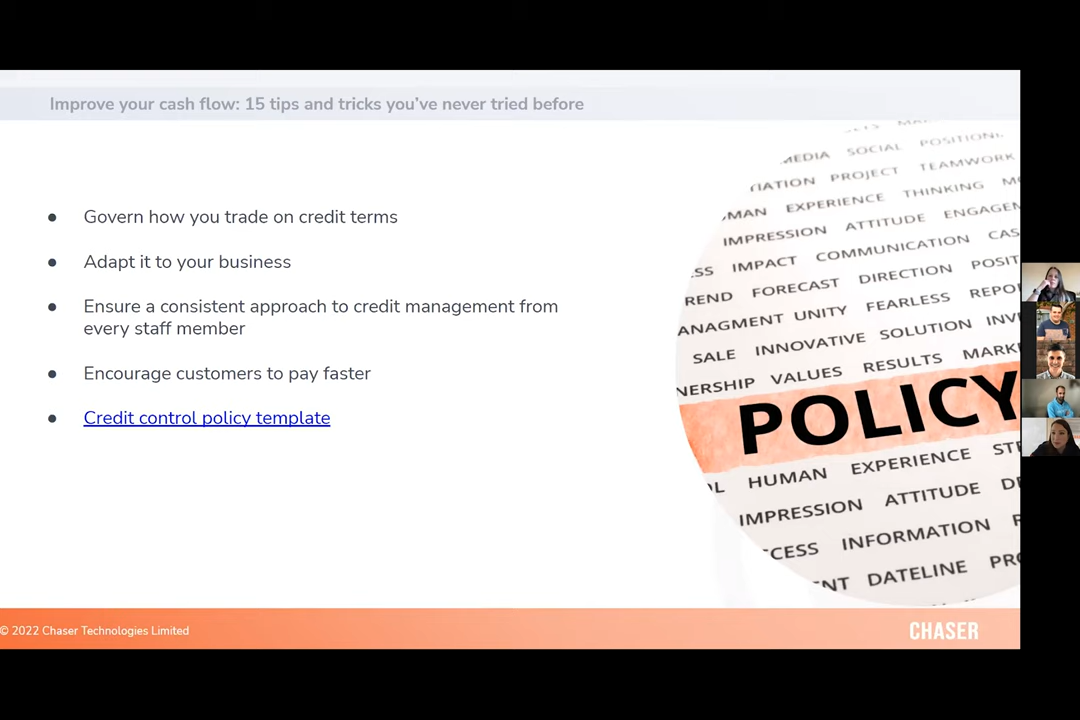 Improve your cash flow: 15 tips and tricks you've never tried before
● Govern how you trade on credit terms
● Adapt it to your business
● Ensure a consistent approach to credit management from
every staff member
● Encourage customers to pay faster
● Credit control policy template
MEDIA SOCIAL
PROJECT TEAMWORK
EXPERIENCE THINKING
IMPRESSION ATTITUDE
IMPACT COMMUNICATION
FORECAST DIRECTION
UNITY FEARLESS
SALE INNOVATIVE SOLUTION
VALUES RESULTS
POLICY
HUMAN EXPERIENCE
IMPRESSION ATTITUDE
INFORMATION
DATELINE
© 2022 Chaser Technologies Limited
CHASER